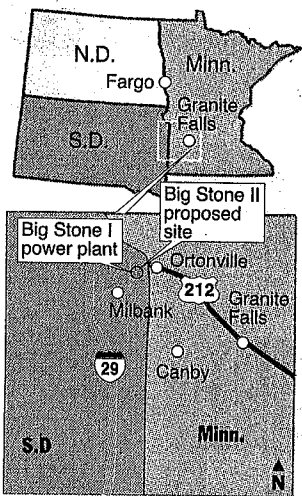 N.D.
Minn.
Fargo
Granite
Falls
S.D.
Big Stone II
proposed
site
Big Stone I
power plant
Ortonville
212
Milbank
Granite
Falls
29
Canby
S.D
Minn.
N